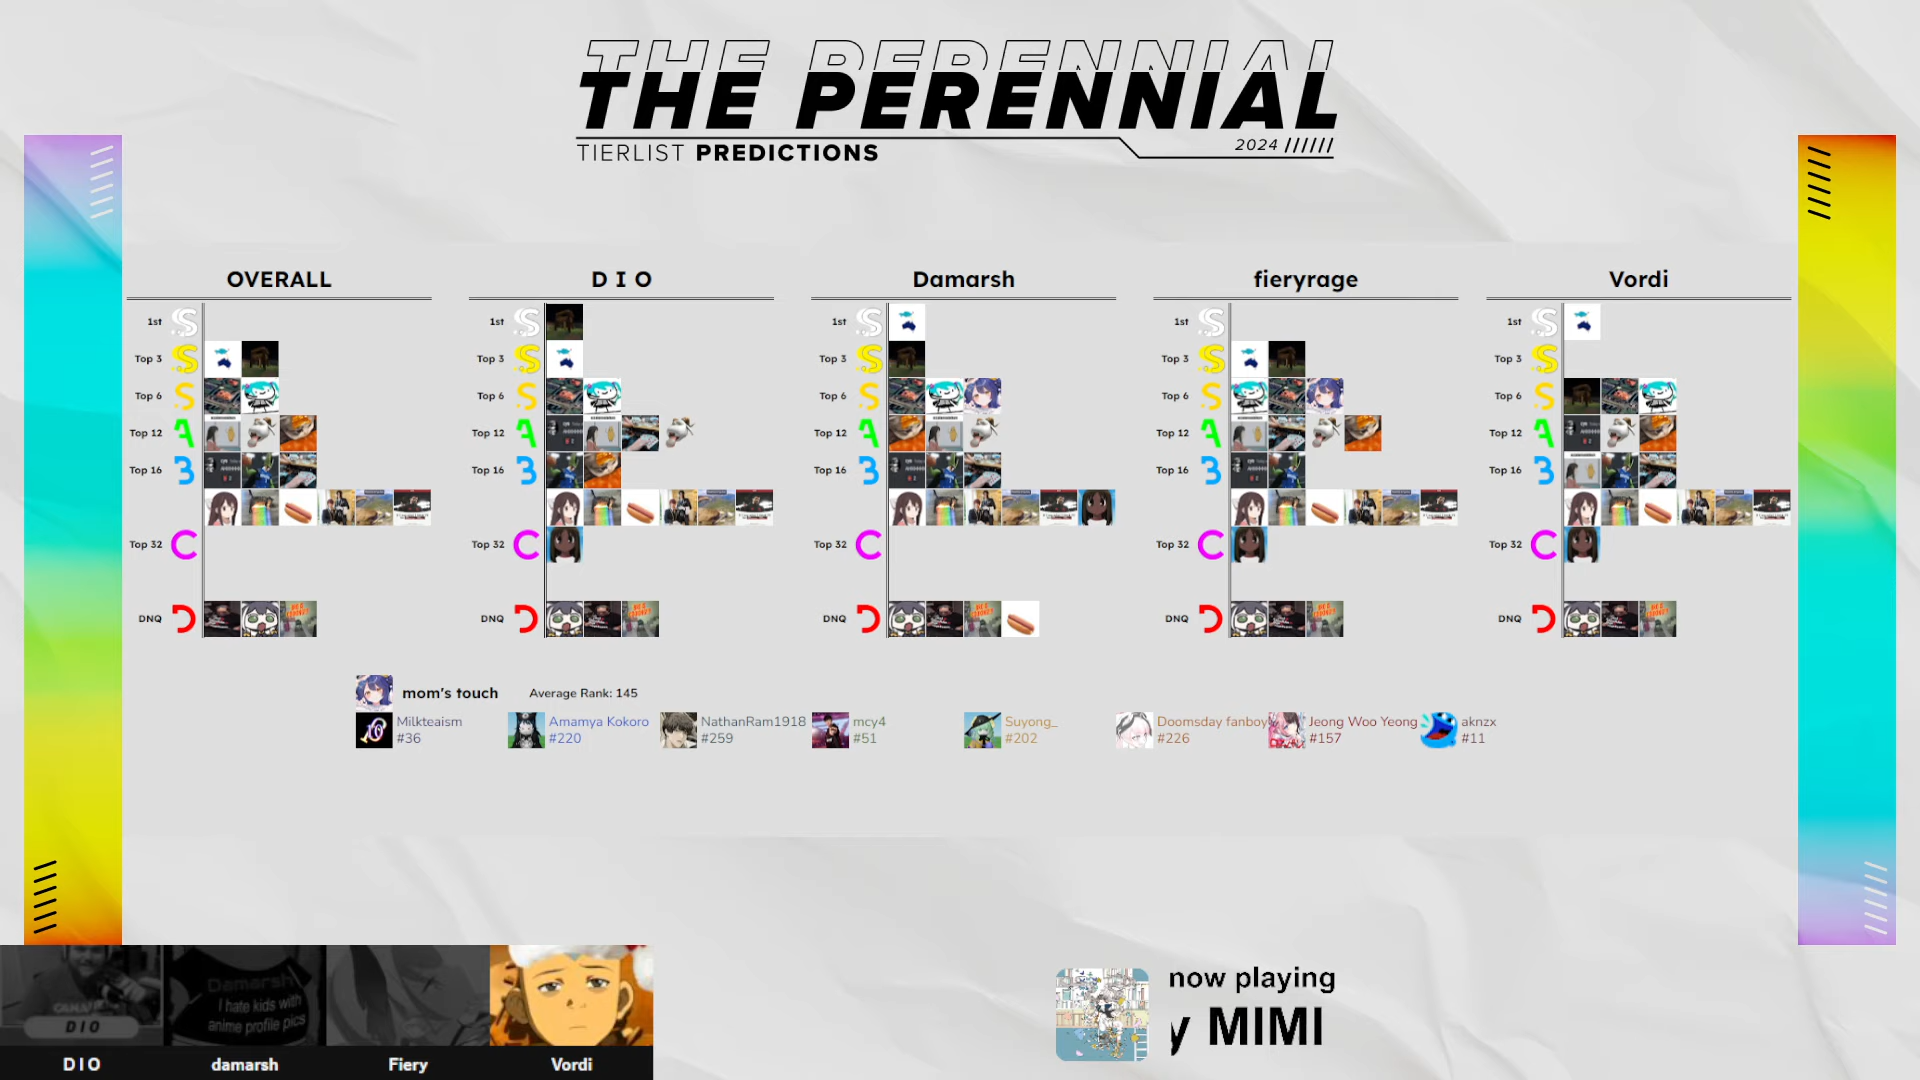 THE PERENNIAL
THE PERENNIAL
TIERLIST PREDICTIONS
2024 //////
OVERALL
1st S
Top 3 S
Top 6 S
Top 12 A
Top 16 B
Top 32 C
DNQ D
D I O
1st S
Top 3 S
Top 6 S
Top 12 A
Top 16 B
Top 32 C
DNQ D
Damarsh
1st S
Top 3 S
Top 6 S
Top 12 A
Top 16 B
Top 32 C
DNQ D
fieryrage
1st S
Top 3 S
Top 6 S
Top 12 A
Top 16 B
Top 32 C
DNQ D
Vordi
1st S
Top 3 S
Top 6 S
Top 12 A
Top 16 B
Top 32 C
DNQ D
mom's touch Average Rank: 145
Milkteaism
#36
Amamya Kokoro
#220
NathanRam1918
#259
mcy4
#51
Suyong_
#202
Doomsday fanboy
#226
Jeong Woo Yeong
#157
aknzx
#11
D I O
Damarsh
I hate kids with
anime profile pics
D I O
damarsh
Fiery
Vordi
now playing
y MIMI